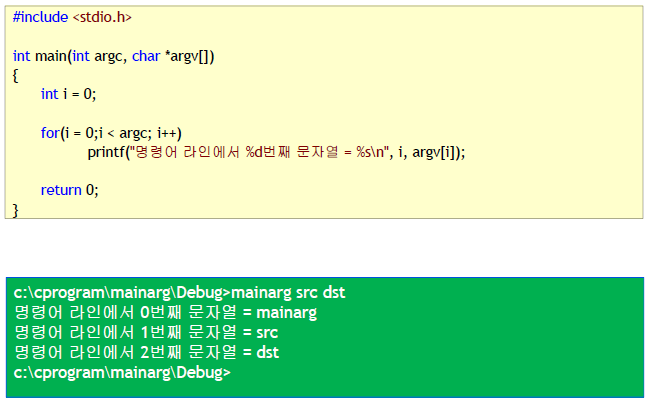 #include <stdio.h>
int main(int argc, char *argv[])
{
int i = 0;
for(i = 0;i < argc; i++)
printf("명령어 라인에서 %d번째 문자열 = %s\n", i, argv[i]);
return 0;
}
c:\cprogram\mainarg\Debug>mainarg src dst
명령어 라인에서 0번째 문자열 = mainarg
명령어 라인에서 1번째 문자열 = src
명령어 라인에서 2번째 문자열 = dst
c:\cprogram\mainarg\Debug>